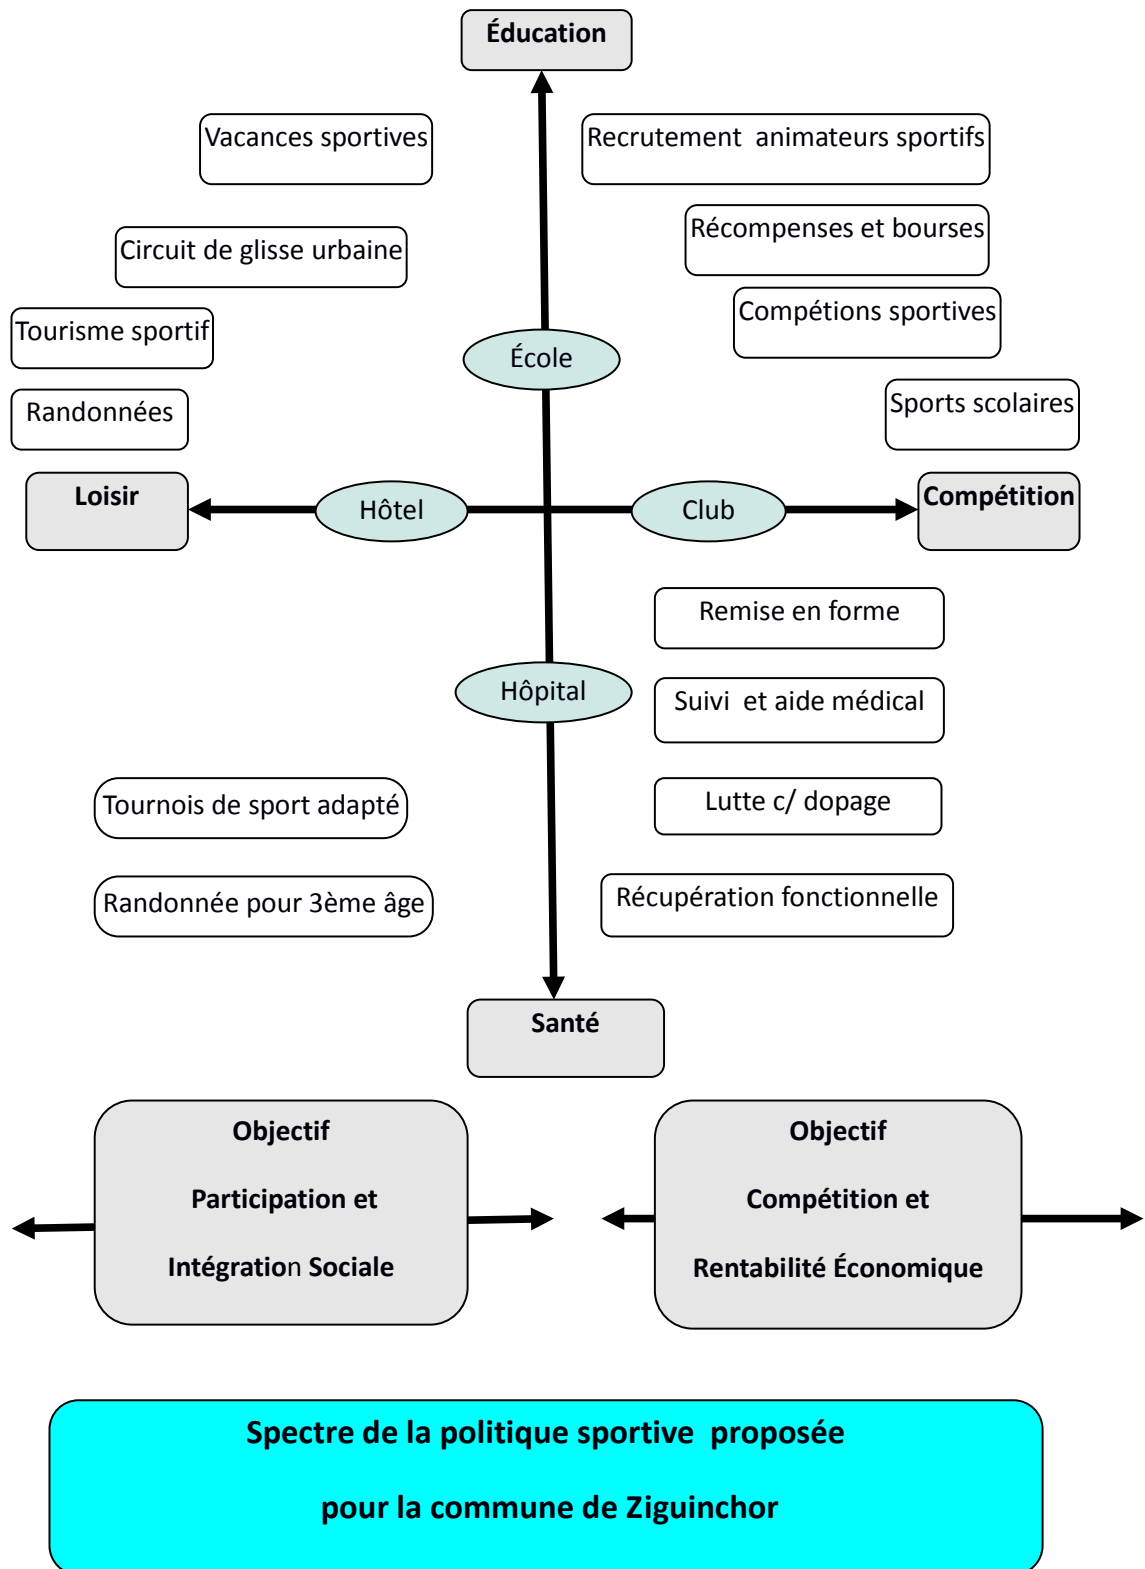 Éducation
Vacances sportives
Recrutement animateurs sportifs
Récompenses et bourses
Circuit de glisse urbaine
Compétions sportives
Tourisme sportif
École
Randonnées
Sports scolaires
Loisir
Hôtel
Club
Compétition
Remise en forme
Hôpital
Suivi et aide médical
Tournois de sport adapté
Lutte c/ dopage
Randonnée pour 3ème âge
Récupération fonctionnelle
Santé
Objectif
Participation et
Intégration Sociale
Objectif
Compétition et
Rentabilité Économique
Spectre de la politique sportive proposée
pour la commune de Ziguinchor